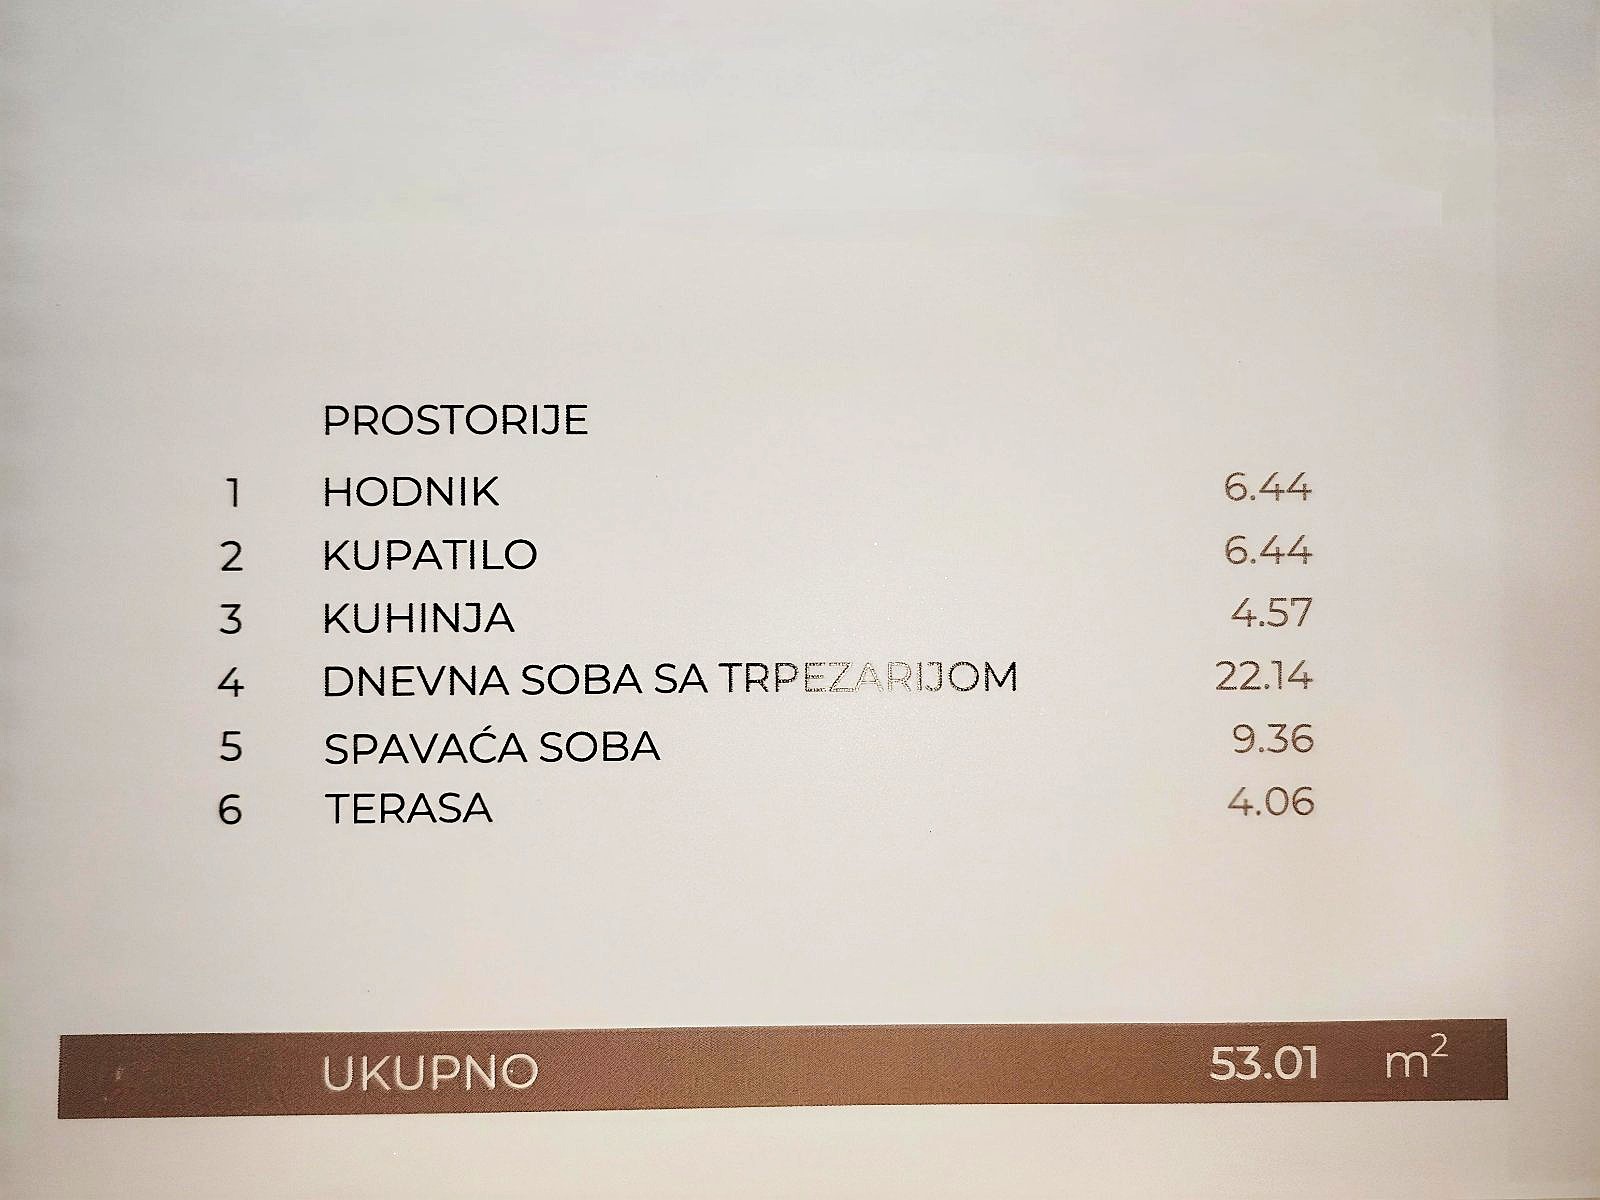 PROSTORIJE
1 HODNIK 6.44
2 KUPATILO 6.44
3 KUHINJA 4.57
4 DNEVNA SOBA SA TRPEZARIJOM 22.14
5 SPAVAĆA SOBA 9.36
6 TERASA 4.06
UKUPNO 53.01 m²